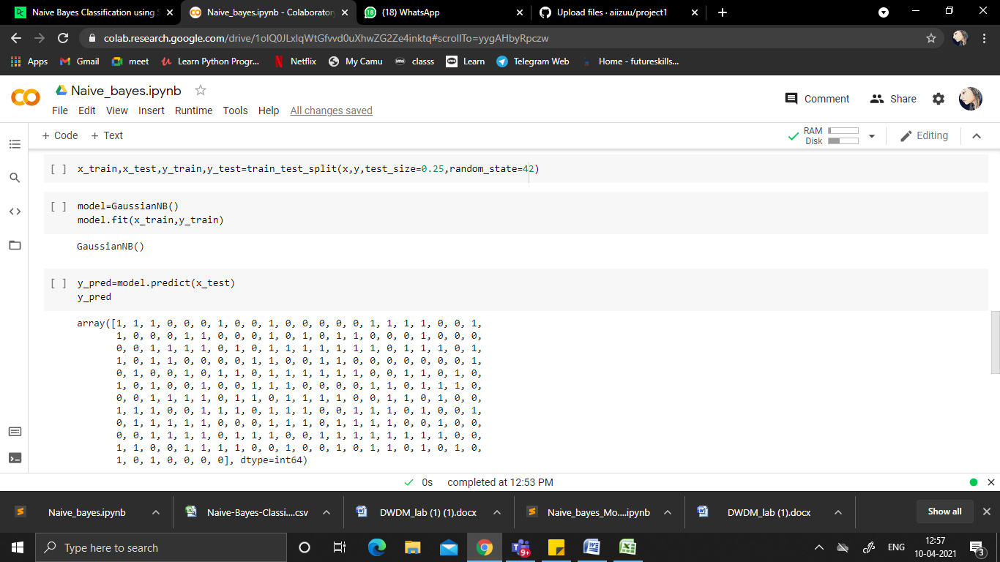 Naive Bayes Classification using S
Naive_bayes.ipynb - Colaboratory
(18) WhatsApp
Upload files · aiizuu/project1
colab.research.google.com/drive/1oIQ0JLxlqWtGfvvd0uXhwZG2Ze4inktq#scrollTo=yygAHbyRpczw
Apps Gmail meet Learn Python Progr... Netflix My Camu classs Learn Telegram Web Home - futureskills...
Naive_bayes.ipynb
Comment Share
File Edit View Insert Runtime Tools Help All changes saved
+ Code + Text RAM Disk Editing
[ ] x_train,x_test,y_train,y_test=train_test_split(x,y,test_size=0.25,random_state=42)
[ ] model=GaussianNB()
model.fit(x_train,y_train)
GaussianNB()
[ ] y_pred=model.predict(x_test)
y_pred
array([1, 1, 1, 0, 0, 0, 1, 0, 0, 1, 0, 0, 0, 0, 0, 1, 1, 1, 1, 0, 0, 1,
1, 0, 0, 0, 1, 1, 0, 0, 0, 1, 0, 1, 0, 1, 1, 0, 0, 0, 1, 0, 0, 0,
0, 0, 1, 1, 1, 1, 0, 1, 0, 1, 1, 1, 1, 1, 1, 1, 0, 1, 1, 1, 0, 1,
1, 0, 1, 1, 0, 0, 0, 0, 1, 1, 0, 0, 1, 1, 0, 0, 0, 0, 0, 0, 0, 1,
0, 1, 0, 0, 1, 0, 1, 1, 0, 1, 1, 1, 1, 1, 1, 0, 0, 1, 1, 0, 1, 0,
1, 0, 1, 0, 0, 1, 0, 0, 1, 1, 1, 0, 0, 0, 0, 1, 1, 0, 1, 1, 1, 0,
0, 0, 1, 1, 1, 1, 0, 1, 1, 0, 1, 1, 1, 1, 0, 0, 1, 1, 0, 1, 0, 0,
1, 1, 1, 0, 0, 1, 1, 1, 0, 1, 1, 1, 0, 0, 1, 1, 1, 0, 1, 0, 0, 1,
0, 1, 1, 1, 1, 1, 0, 0, 0, 1, 1, 1, 0, 1, 1, 1, 1, 0, 0, 1, 0, 0,
0, 0, 1, 1, 1, 1, 0, 1, 1, 1, 0, 0, 1, 1, 1, 1, 1, 1, 1, 1, 0, 0,
1, 1, 0, 0, 1, 1, 1, 1, 0, 0, 1, 0, 0, 1, 0, 1, 1, 0, 1, 0, 1, 0,
1, 0, 1, 0, 0, 0, 0], dtype=int64)
0s completed at 12:53 PM
Naive_bayes.ipynb Naive-Bayes-Classi....csv DWDM_lab (1) (1).docx Naive_bayes_Mo....ipynb DWDM_lab (1).docx Show all
Type here to search 9+ ENG 12:57
10-04-2021 3